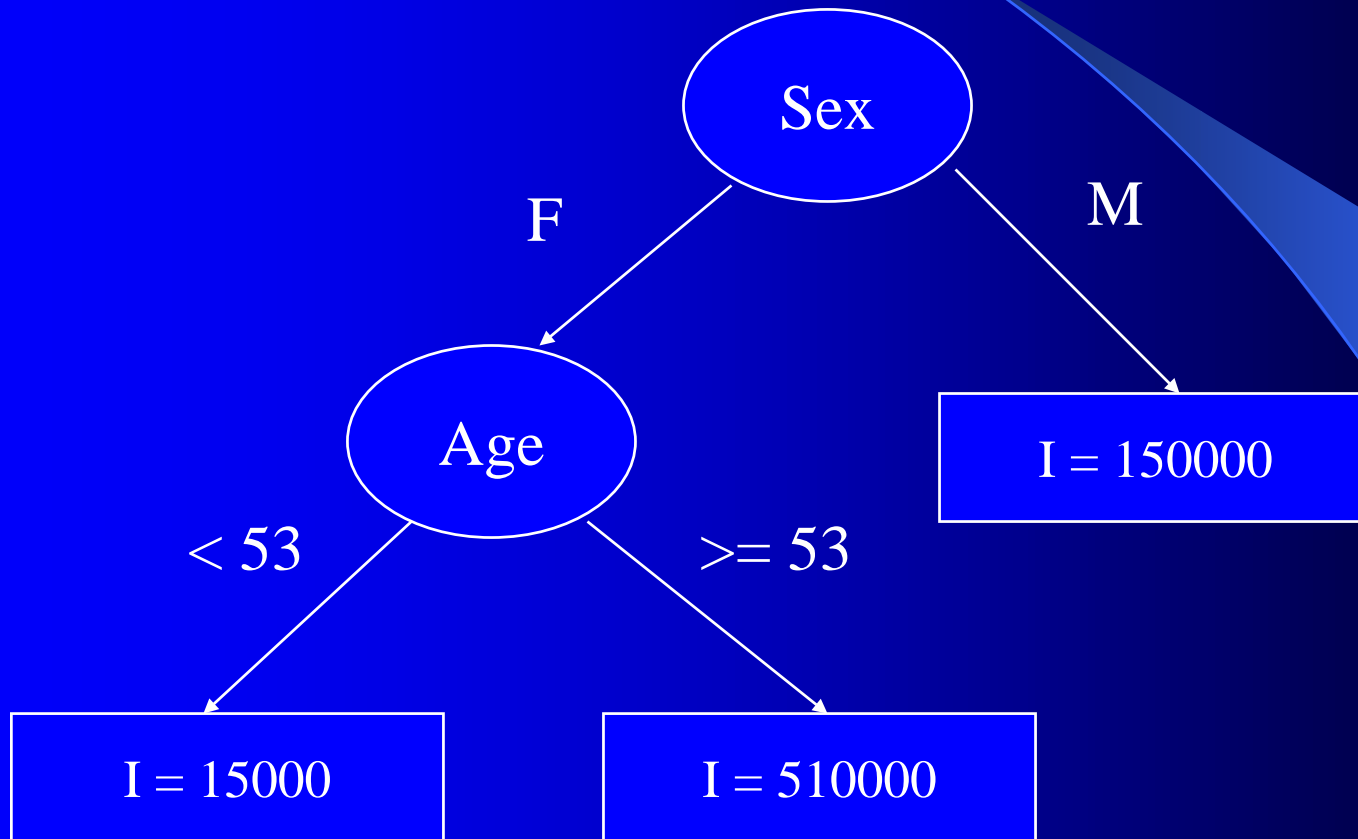 Sex
F
M
Age
I = 150000
< 53
>= 53
I = 15000
I = 510000